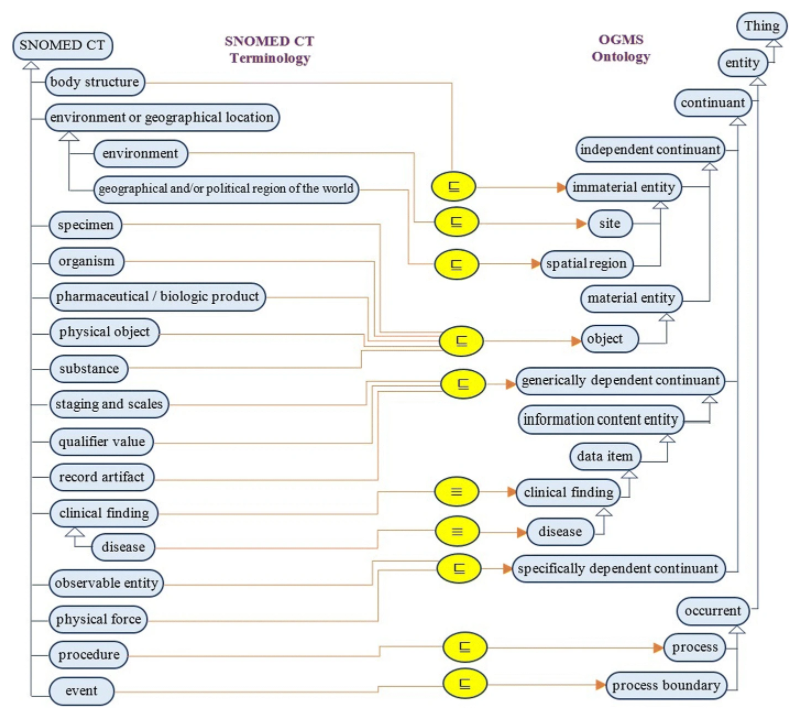 SNOMED CT
SNOMED CT
Terminology
OGMS
Ontology
Thing
entity
body structure
continuant
environment or geographical location
independent continuant
environment
geographical and/or political region of the world
⊑
immaterial entity
specimen
⊑
site
organism
⊑
spatial region
pharmaceutical / biologic product
material entity
physical object
⊑
object
substance
⊑
generically dependent continuant
staging and scales
information content entity
qualifier value
data item
record artifact
≡
clinical finding
clinical finding
≡
disease
disease
observable entity
⊑
specifically dependent continuant
physical force
occurrent
procedure
⊑
process
event
⊑
process boundary